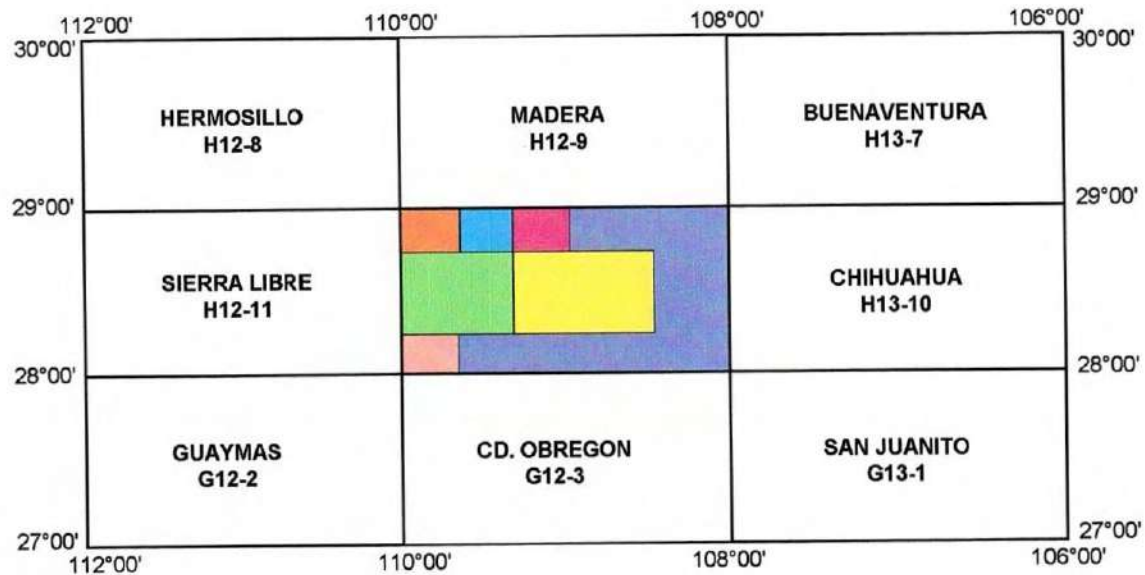 112°00'
110°00'
108°00'
106°00'
30°00'
30°00'
HERMOSILLO
H12-8
MADERA
H12-9
BUENAVENTURA
H13-7
29°00'
29°00'
SIERRA LIBRE
H12-11
CHIHUAHUA
H13-10
28°00'
28°00'
GUAYMAS
G12-2
CD. OBREGON
G12-3
SAN JUANITO
G13-1
27°00'
27°00'
112°00'
110°00'
108°00'
106°00'